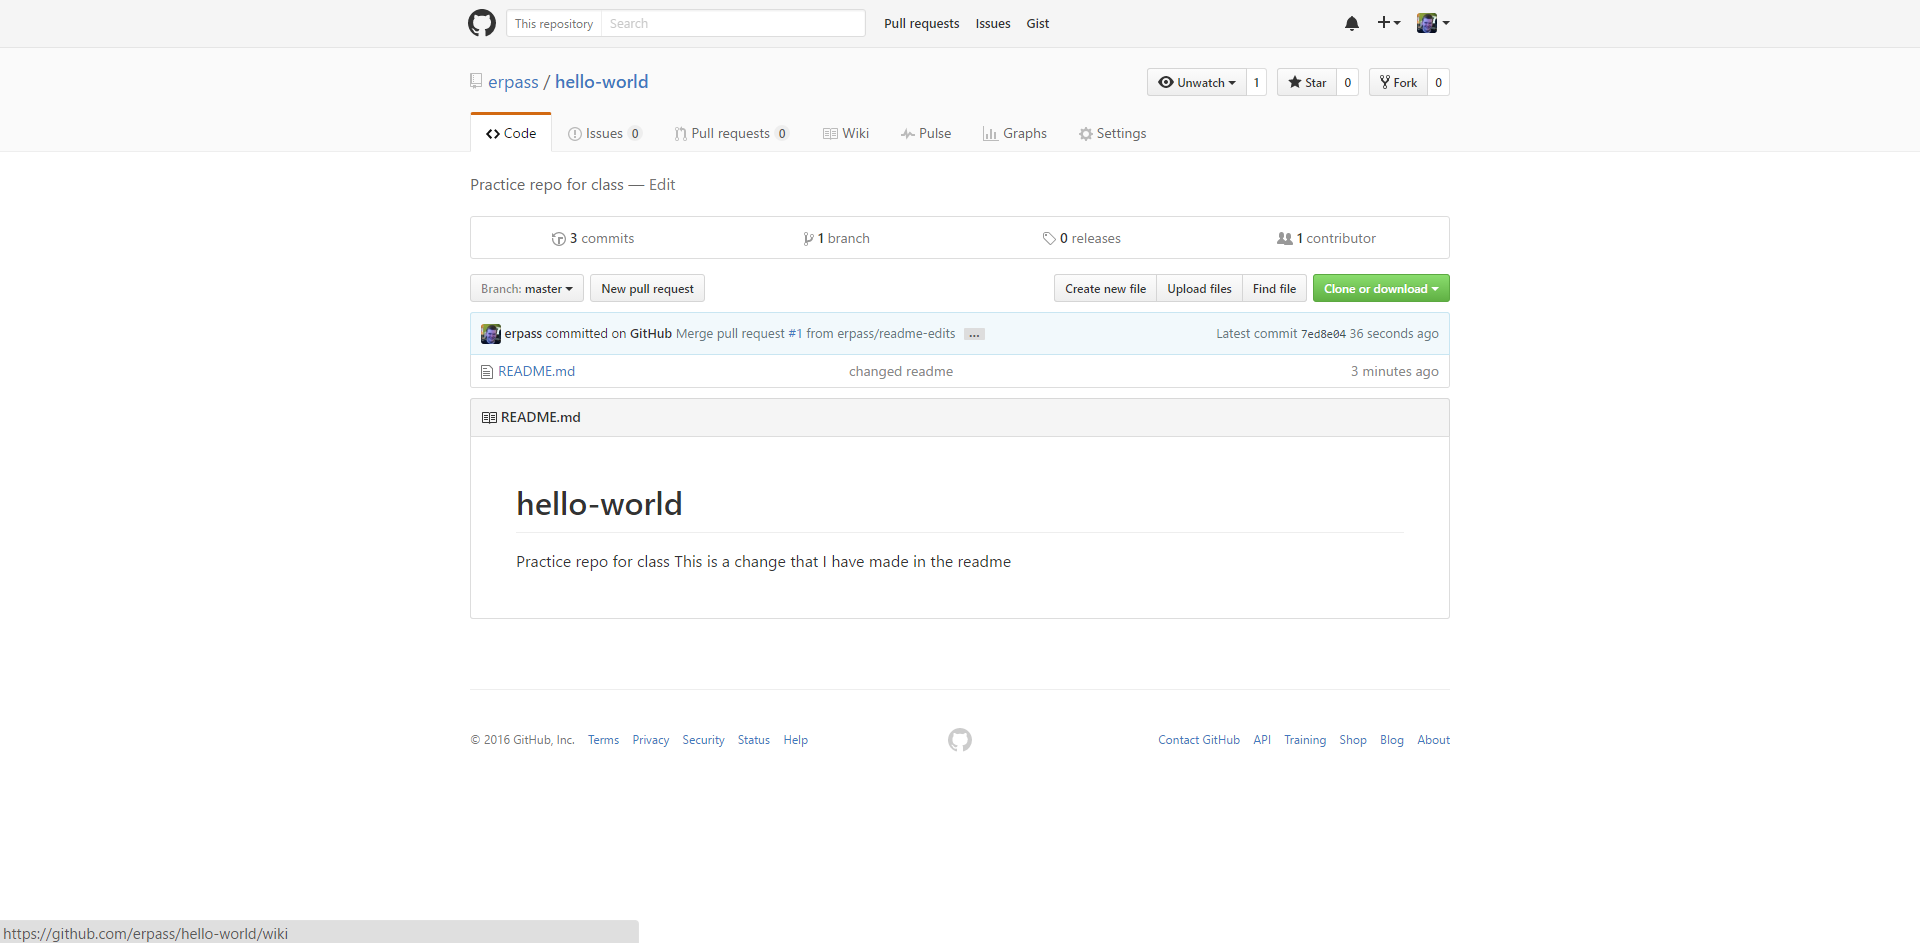 This repository Search Pull requests Issues Gist
erpass / hello-world Unwatch 1 Star 0 Fork 0
Code Issues 0 Pull requests 0 Wiki Pulse Graphs Settings
Practice repo for class — Edit
3 commits 1 branch 0 releases 1 contributor
Branch: master New pull request Create new file Upload files Find file Clone or download
erpass committed on GitHub Merge pull request #1 from erpass/readme-edits … Latest commit 7ed8e04 36 seconds ago
README.md changed readme 3 minutes ago
README.md
hello-world
Practice repo for class This is a change that I have made in the readme
© 2016 GitHub, Inc. Terms Privacy Security Status Help Contact GitHub API Training Shop Blog About
https://github.com/erpass/hello-world/wiki